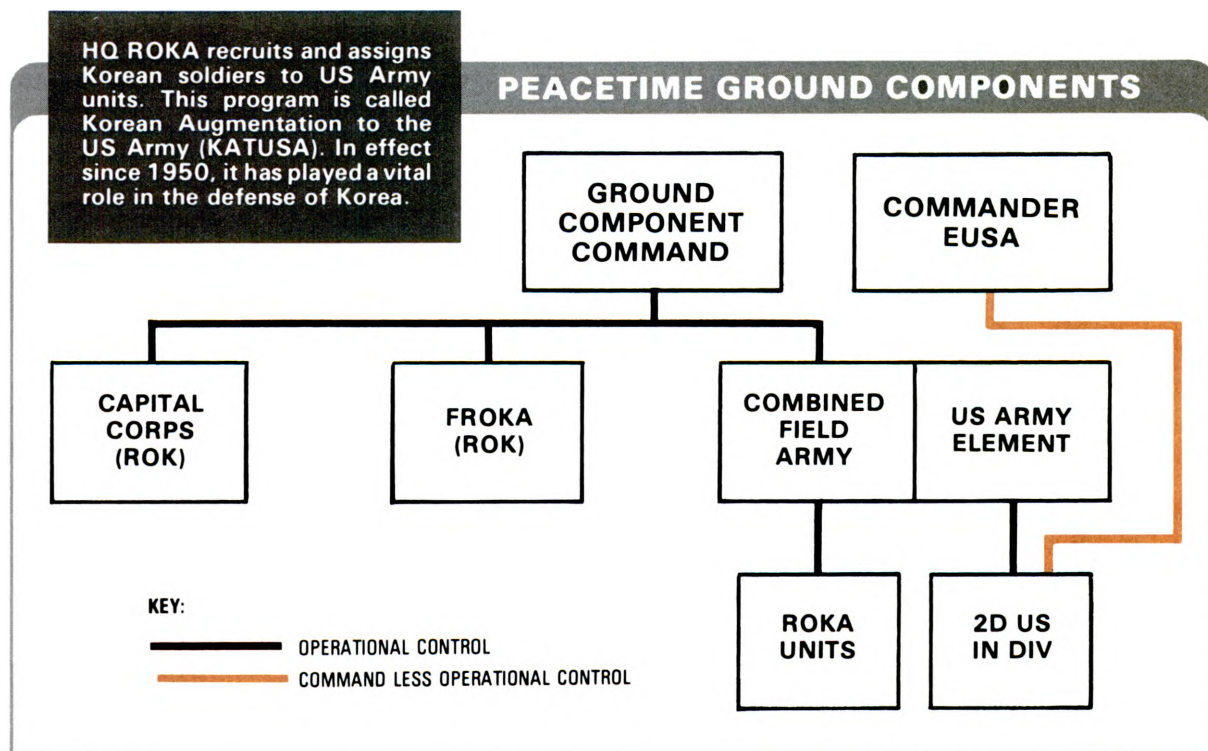 HQ ROKA recruits and assigns
Korean soldiers to US Army
units. This program is called
Korean Augmentation to the
US Army (KATUSA). In effect
since 1950, it has played a vital
role in the defense of Korea.
PEACETIME GROUND COMPONENTS
GROUND
COMPONENT
COMMAND
COMMANDER
EUSA
CAPITAL
CORPS
(ROK)
FROKA
(ROK)
COMBINED
FIELD
ARMY
US ARMY
ELEMENT
ROKA
UNITS
2D US
IN DIV
KEY:
OPERATIONAL CONTROL
COMMAND LESS OPERATIONAL CONTROL